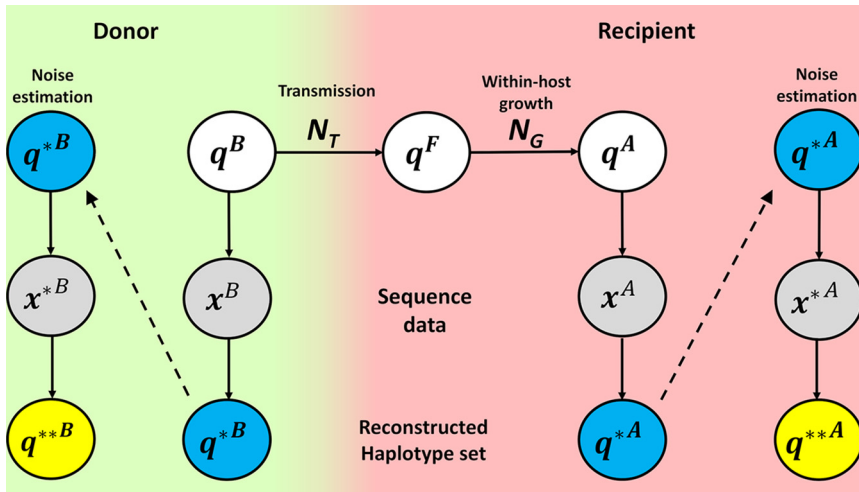 Donor
Recipient
Noise
estimation
Transmission
Within-host
growth
Noise
estimation
N_T
N_G
q*B
q^B
q^F
q^A
q*A
x*B
x^B
Sequence
data
x^A
x*A
q**B
q*B
Reconstructed
Haplotype set
q*A
q**A